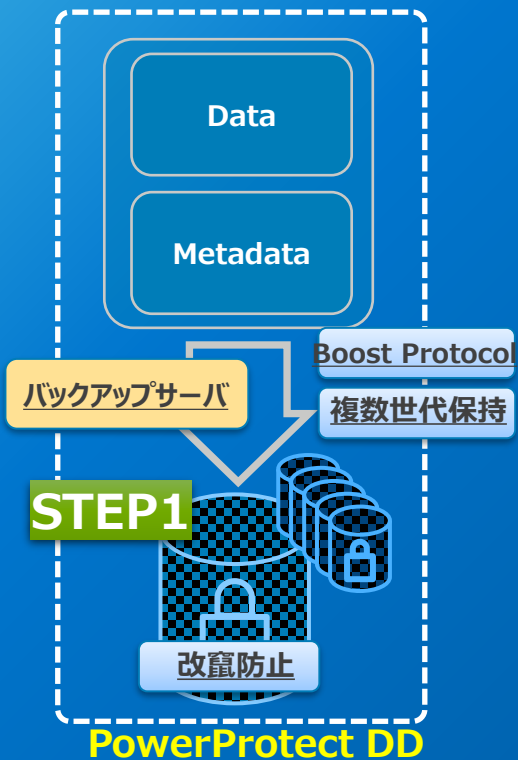 Data
Metadata
Boost Protocol
バックアップサーバ
複数世代保持
STEP1
改竄防止
PowerProtect DD